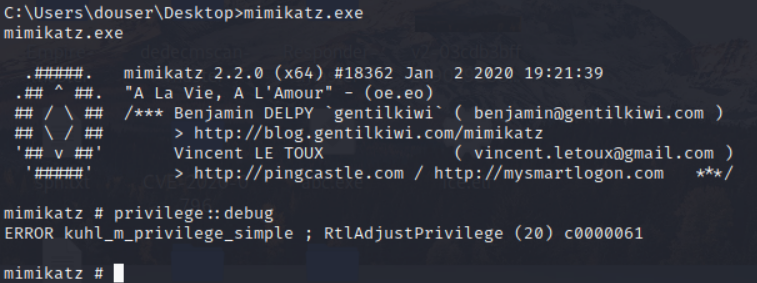 C:\Users\douser\Desktop>mimikatz.exe
mimikatz.exe
.#####. mimikatz 2.2.0 (x64) #18362 Jan 2 2020 19:21:39
.## ^ ##. "A La Vie, A L'Amour" - (oe.eo)
## / \ ## /*** Benjamin DELPY `gentilkiwi` ( benjamin@gentilkiwi.com )
## \ / ## > http://blog.gentilkiwi.com/mimikatz
'## v ##' Vincent LE TOUX ( vincent.letoux@gmail.com )
'#####' > http://pingcastle.com / http://mysmartlogon.com ***/
mimikatz # privilege::debug
ERROR kuhl_m_privilege_simple ; RtlAdjustPrivilege (20) c0000061
mimikatz #